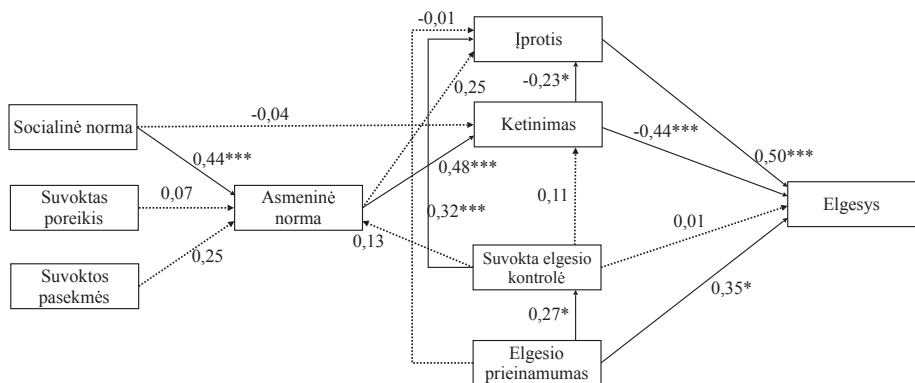 -0,01
Įprotis
0,25
-0,23*
Socialinė norma
-0,04
Ketinimas
-0,44***
0,44***
0,48***
0,50***
Suvoktas
poreikis
0,07
Asmeninė
norma
0,32***
0,11
0,01
Elgesys
0,13
Suvoktos
pasekmės
0,25
Suvokta elgesio
kontrolė
0,35*
0,27*
Elgesio
prieinamumas